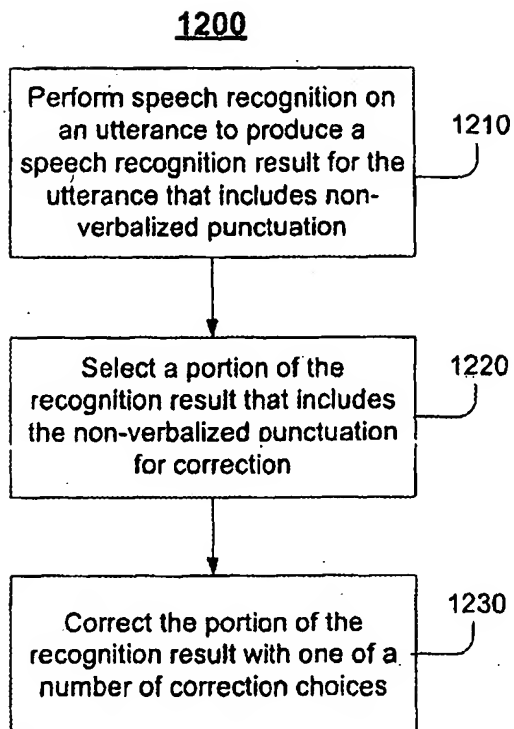 1200
Perform speech recognition on
an utterance to produce a
speech recognition result for the
utterance that includes non-
verbalized punctuation
1210
Select a portion of the
recognition result that includes
the non-verbalized punctuation
for correction
1220
Correct the portion of the
recognition result with one of a
number of correction choices
1230